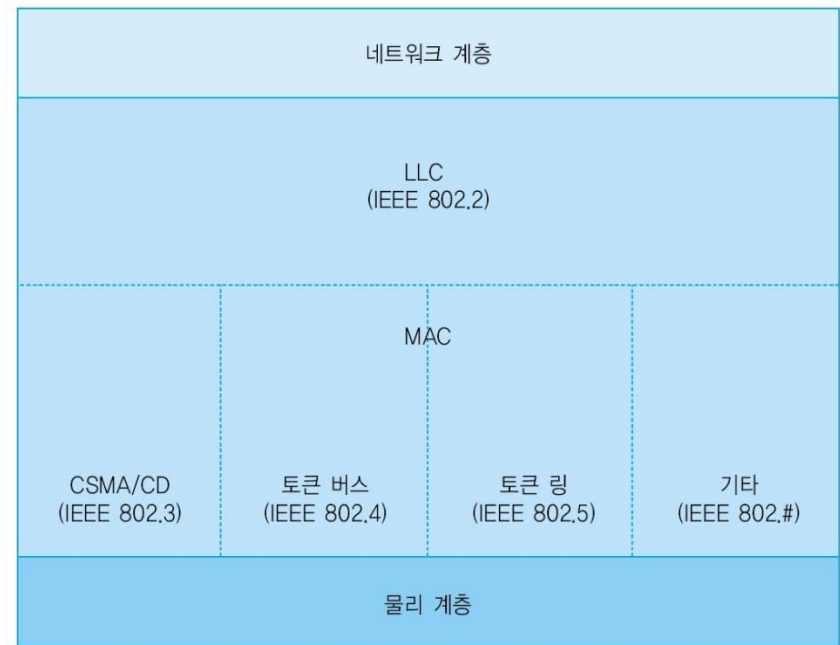 네트워크 계층
LLC
(IEEE 802.2)
MAC
CSMA/CD
(IEEE 802.3)
토큰 버스
(IEEE 802.4)
토큰 링
(IEEE 802.5)
기타
(IEEE 802.#)
물리 계층